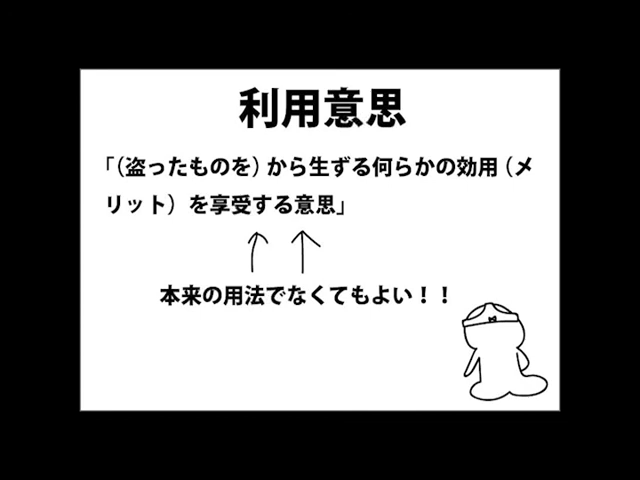 利用意思
「（盗ったものを）から生ずる何らかの効用（メ
リット）を享受する意思」
本来の用法でなくてもよい！！